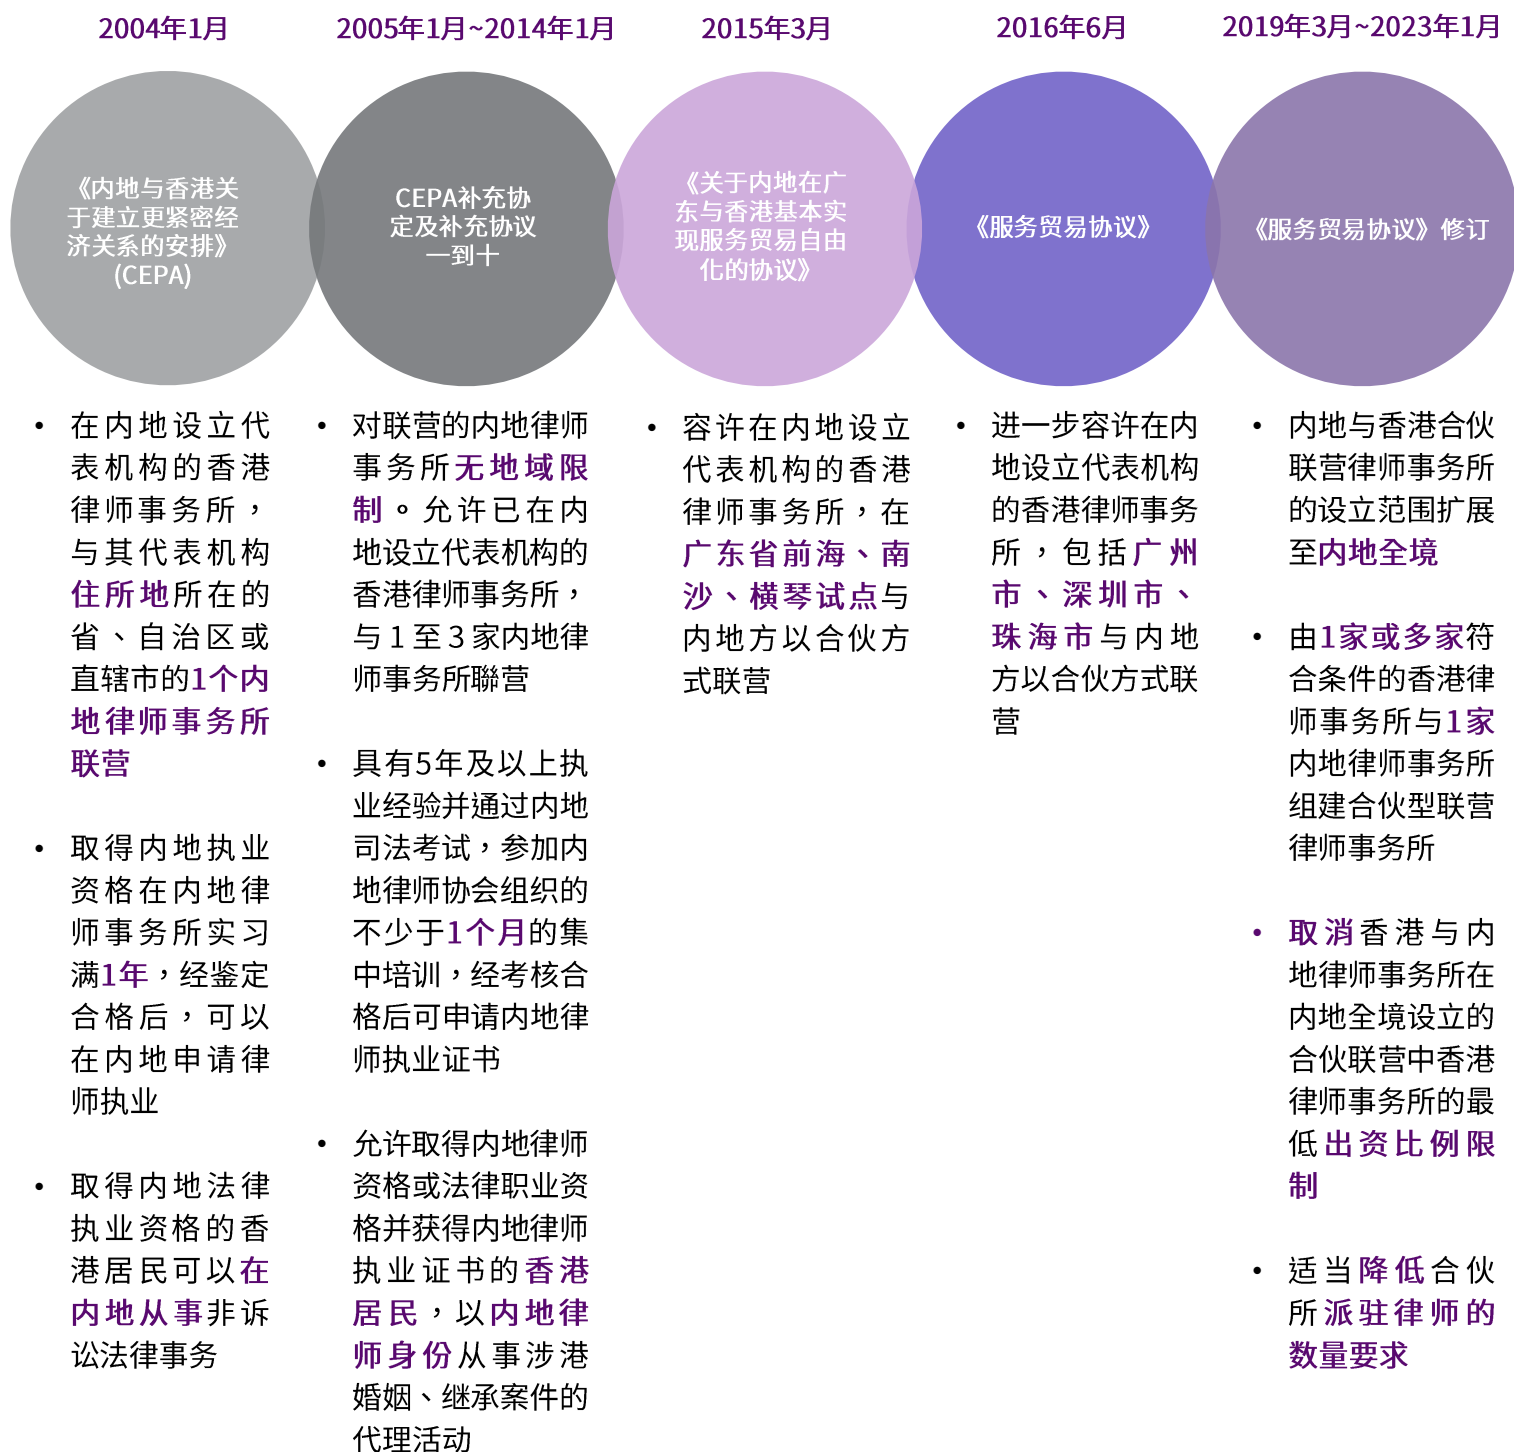 2004年1月
《内地与香港关
于建立更紧密经
济关系的安排》
(CEPA)
• 在内地设立代
表机构的香港
律师事务所，
与其代表机构
住所地所在的
省、自治区或
直辖市的1个内
地律师事务所
联营
• 取得内地执业
资格在内地律
师事务所实习
满1年，经鉴定
合格后，可以
在内地申请律
师执业
• 取得内地法律
执业资格的香
港居民可以在
内地从事非诉
讼法律事务
2005年1月~2014年1月
CEPA补充协
定及补充协议
一到十
• 对联营的内地律师
事务所无地域限
制。允许已在内
地设立代表机构的
香港律师事务所，
与1至3家内地律
师事务所聯营
• 具有5年及以上执
业经验并通过内地
司法考试，参加内
地律师协会组织的
不少于1个月的集
中培训，经考核合
格后可申请内地律
师执业证书
• 允许取得内地律师
资格或法律职业资
格并获得内地律师
执业证书的香港
居民，以内地律
师身份从事涉港
婚姻、继承案件的
代理活动
2015年3月
《关于内地在广
东与香港基本实
现服务贸易自由
化的协议》
• 容许在内地设立
代表机构的香港
律师事务所，在
广东省前海、南
沙、横琴试点与
内地方以合伙方
式联营
2016年6月
《服务贸易协议》
• 进一步容许在内
地设立代表机构
的香港律师事务
所，包括广州
市、深圳市、
珠海市与内地
方以合伙方式联
营
2019年3月~2023年1月
《服务贸易协议》修订
• 内地与香港合伙
联营律师事务所
的设立范围扩展
至内地全境
• 由1家或多家符
合条件的香港律
师事务所与1家
内地律师事务所
组建合伙型联营
律师事务所
• 取消香港与内
地律师事务所在
内地全境设立的
合伙联营中香港
律师事务所的最
低出资比例限
制
• 适当降低合伙
所派驻律师的
数量要求